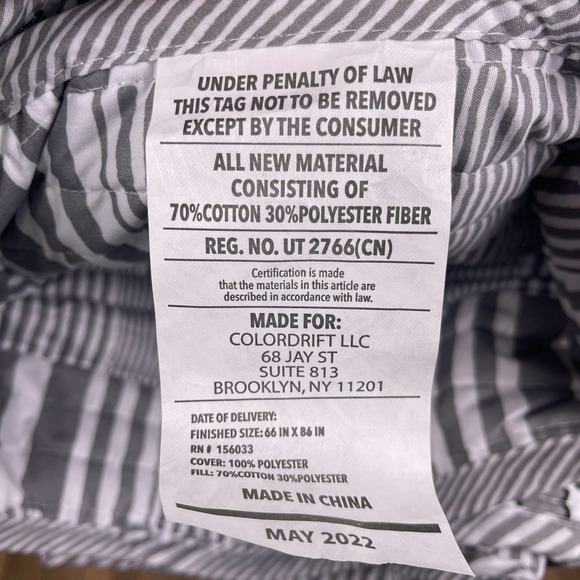 UNDER PENALTY OF LAW
THIS TAG NOT TO BE REMOVED
EXCEPT BY THE CONSUMER
ALL NEW MATERIAL
CONSISTING OF
70%COTTON 30%POLYESTER FIBER
REG. NO. UT 2766(CN)
Certification is made
that the materials in this article are
described in accordance with law.
MADE FOR:
COLORDRIFT LLC
68 JAY ST
SUITE 813
BROOKLYN, NY 11201
DATE OF DELIVERY:
FINISHED SIZE: 66 IN X 86 IN
RN # 156033
COVER: 100% POLYESTER
FILL: 70%COTTON 30%POLYESTER
MADE IN CHINA
MAY 2022